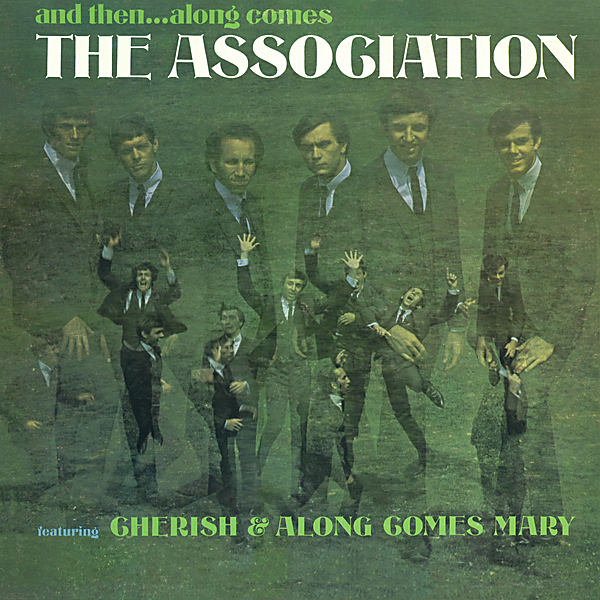 and then...along comes
THE ASSOCIATION
featuring CHERISH & ALONG COMES MARY